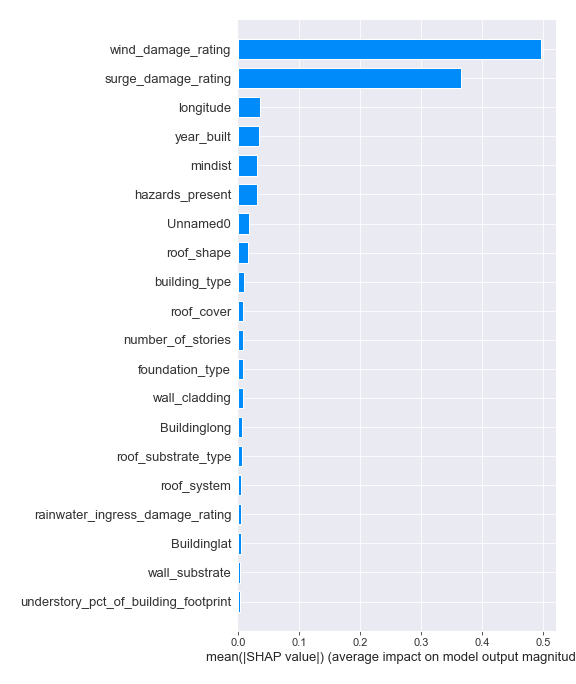 wind_damage_rating
surge_damage_rating
longitude
year_built
mindist
hazards_present
Unnamed0
roof_shape
building_type
roof_cover
number_of_stories
foundation_type
wall_cladding
Buildinglong
roof_substrate_type
roof_system
rainwater_ingress_damage_rating
Buildinglat
wall_substrate
understory_pct_of_building_footprint
0.0 0.1 0.2 0.3 0.4 0.5
mean(|SHAP value|) (average impact on model output magnitud